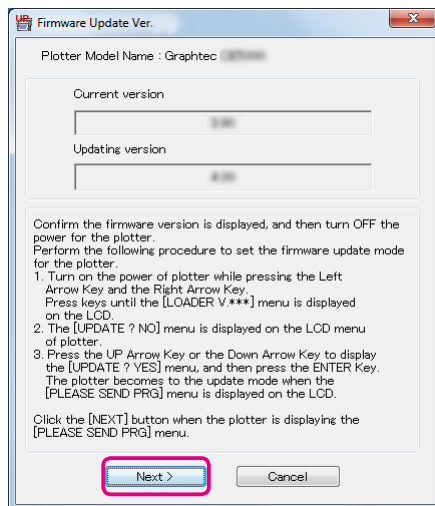 Firmware Update Ver.
Plotter Model Name : Graphtec
Current version
Updating version
Confirm the firmware version is displayed, and then turn OFF the
power for the plotter.
Perform the following procedure to set the firmware update mode
for the plotter.
1. Turn on the power of plotter while pressing the Left
Arrow Key and the Right Arrow Key.
Press keys until the [LOADER V.***] menu is displayed
on the LCD.
2. The [UPDATE ? NO] menu is displayed on the LCD menu
of plotter.
3. Press the UP Arrow Key or the Down Arrow Key to display
the [UPDATE ? YES] menu, and then press the ENTER Key.
The plotter becomes to the update mode when the
[PLEASE SEND PRG] menu is displayed on the LCD.
Click the [NEXT] button when the plotter is displaying the
[PLEASE SEND PRG] menu.
Next > Cancel